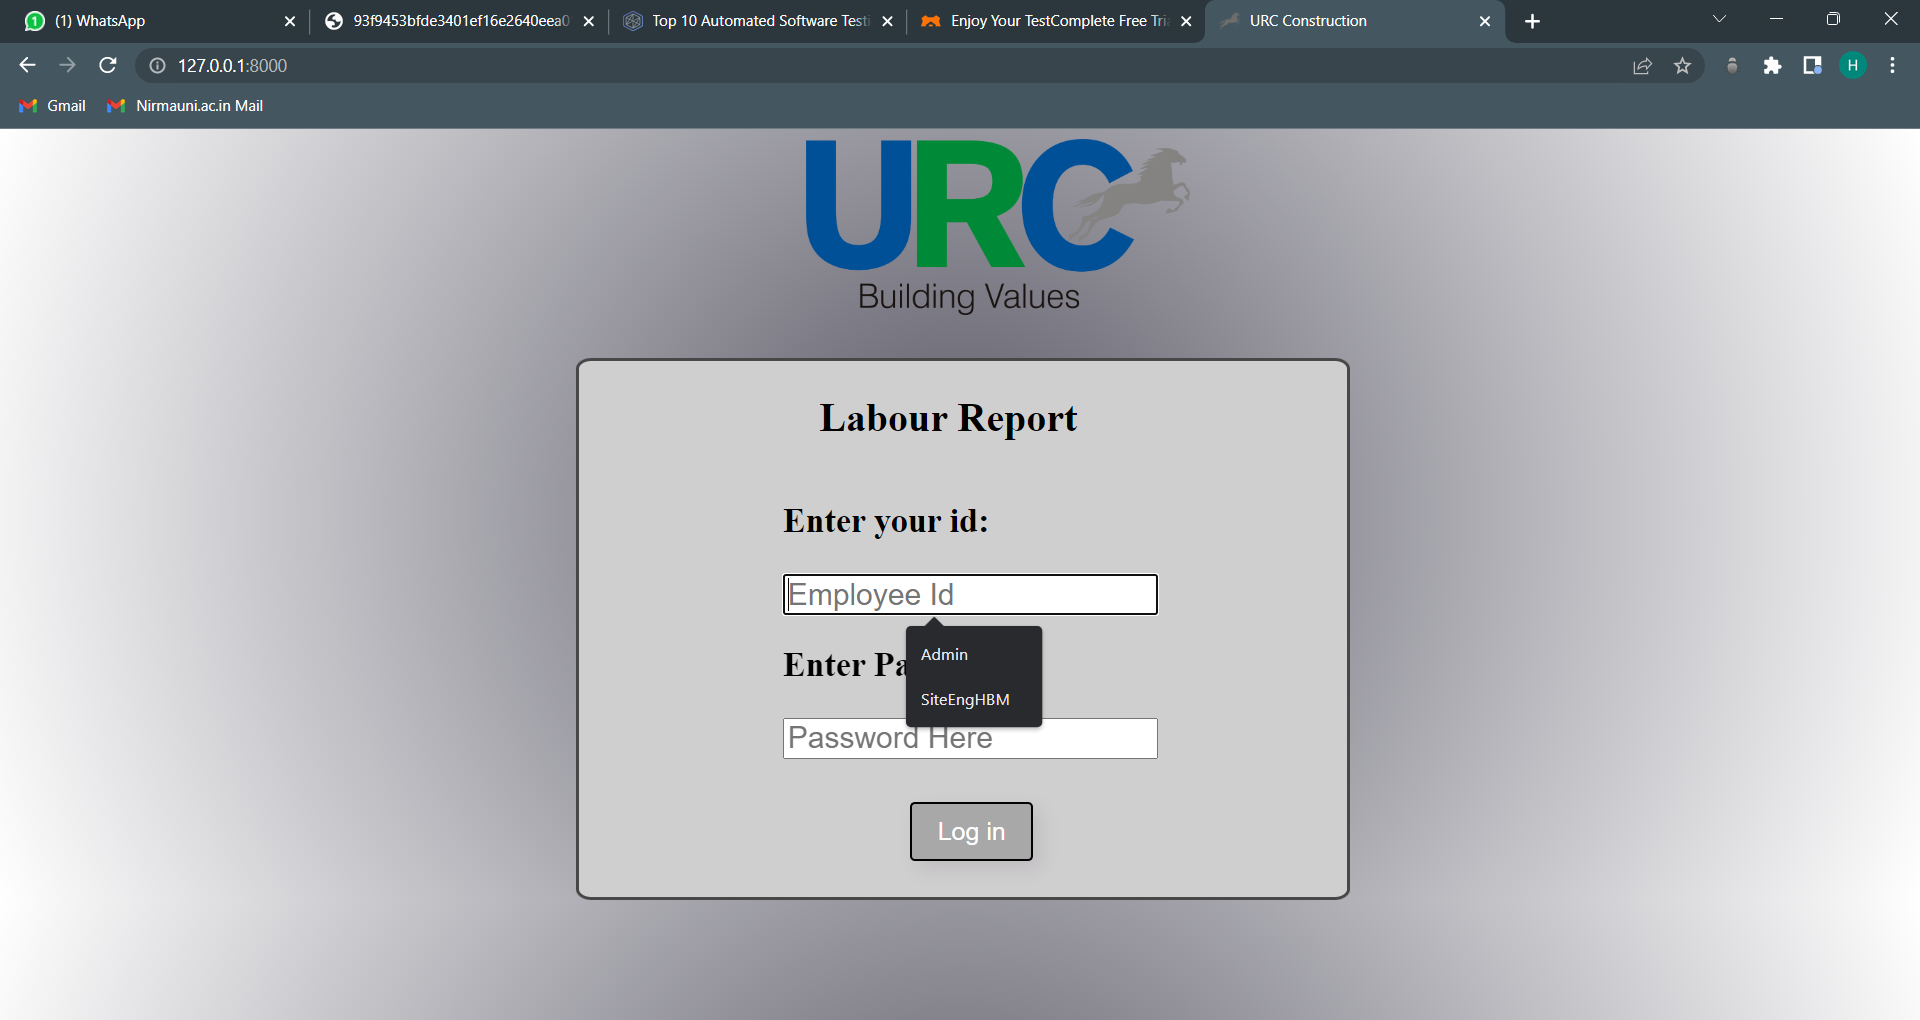 (1) WhatsApp
93f9453bfde3401ef16e2640eea0
Top 10 Automated Software Testi
Enjoy Your TestComplete Free Tria
URC Construction
127.0.0.1:8000
H
Gmail
Nirmauni.ac.in Mail
URC
Building Values
Labour Report
Enter your id:
Employee Id
Admin
Enter Pa
SiteEngHBM
Password Here
Log in